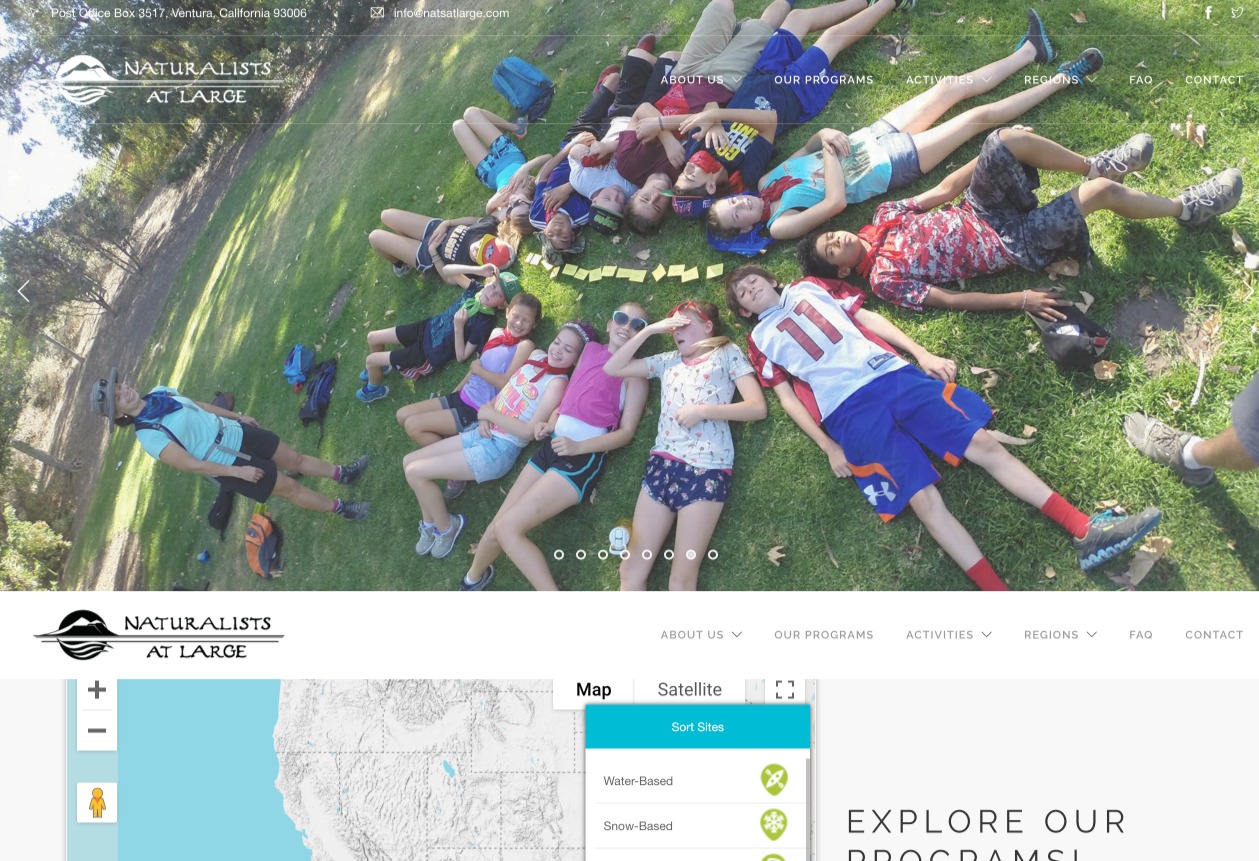 Post Office Box 3517, Ventura, California 93006 info@natsatlarge.com
NATURALISTS
AT LARGE
ABOUT US OUR PROGRAMS ACTIVITIES REGIONS FAQ CONTACT
11
NATURALISTS
AT LARGE
ABOUT US OUR PROGRAMS ACTIVITIES REGIONS FAQ CONTACT
Map Satellite
Sort Sites
Water-Based
Snow-Based
EXPLORE OUR
PROGRAMS!